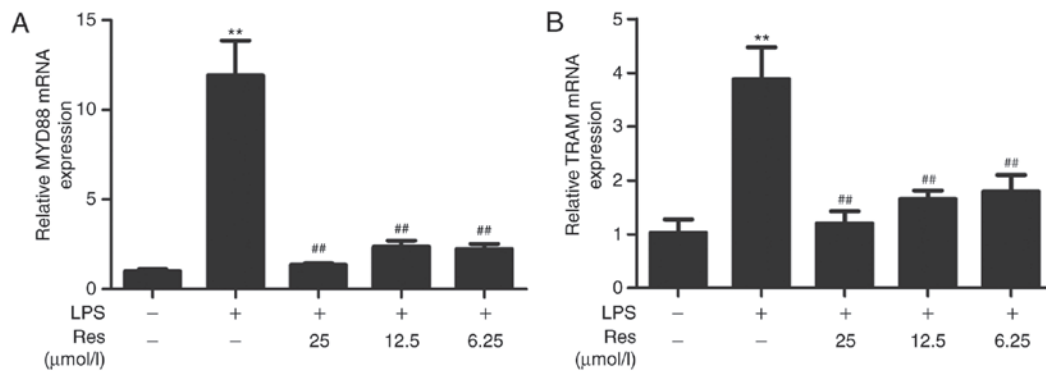 A
Relative MYD88 mRNA
expression
15
10
5
0
**
##
##
##
LPS − + + + +
Res − − 25 12.5 6.25
(μmol/l)
B
Relative TRAM mRNA
expression
5
4
3
2
1
0
**
##
##
##
LPS − + + + +
Res − − 25 12.5 6.25
(μmol/l)